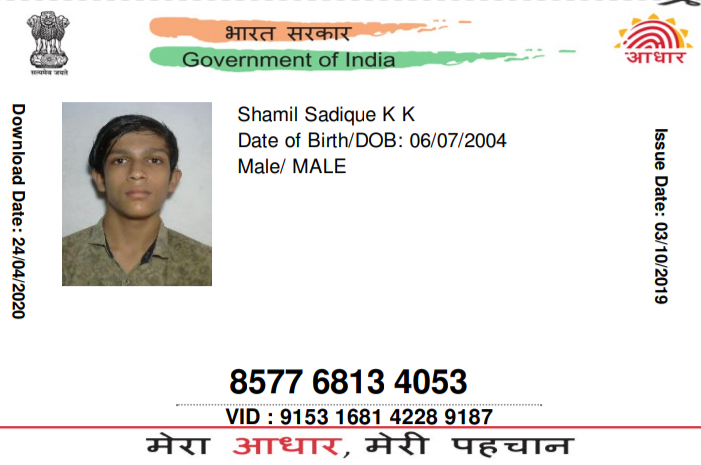 भारत सरकार
Government of India
सत्यमेव जयते
आधार
Download Date: 24/04/2020
Shamil Sadique K K
Date of Birth/DOB: 06/07/2004
Male/ MALE
Issue Date: 03/10/2019
8577 6813 4053
VID : 9153 1681 4228 9187
मेरा आधार, मेरी पहचान